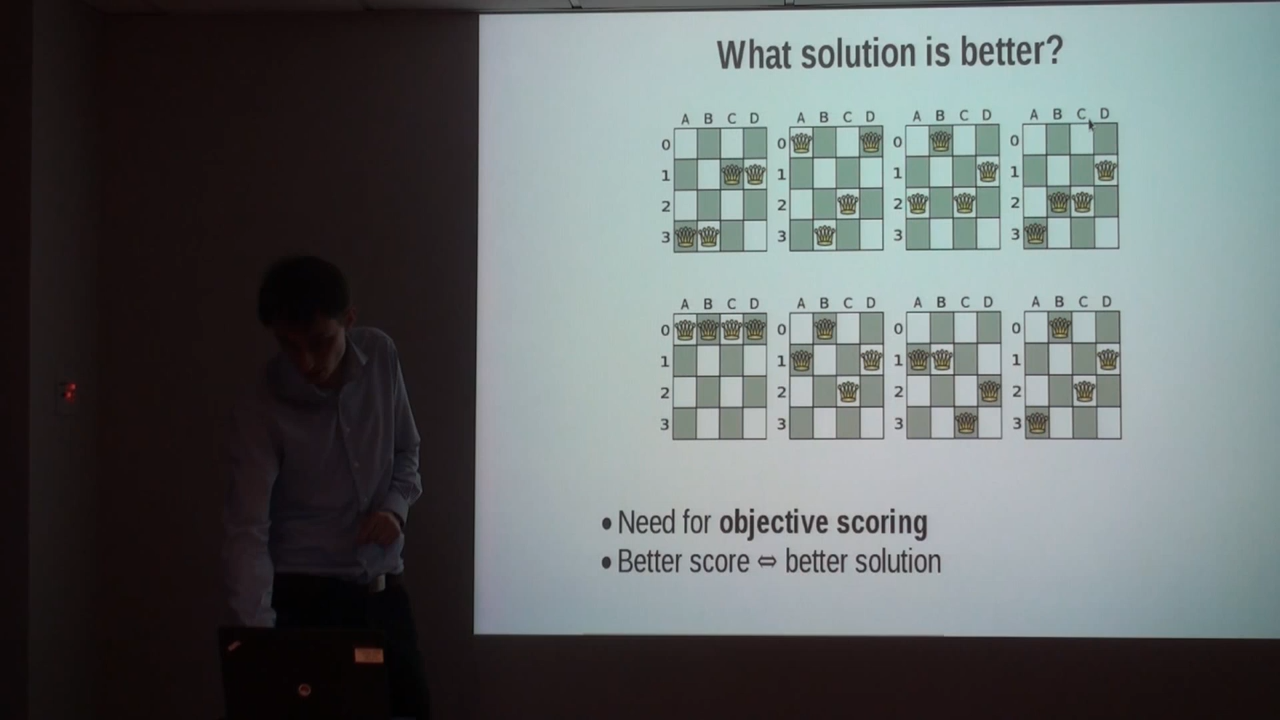 What solution is better?
A B C D A B C D A B C D A B C D
0 0 0 0
1 1 1 1
2 2 2 2
3 3 3 3
A B C D A B C D A B C D A B C D
0 0 0 0
1 1 1 1
2 2 2 2
3 3 3 3
• Need for objective scoring
• Better score ⇔ better solution